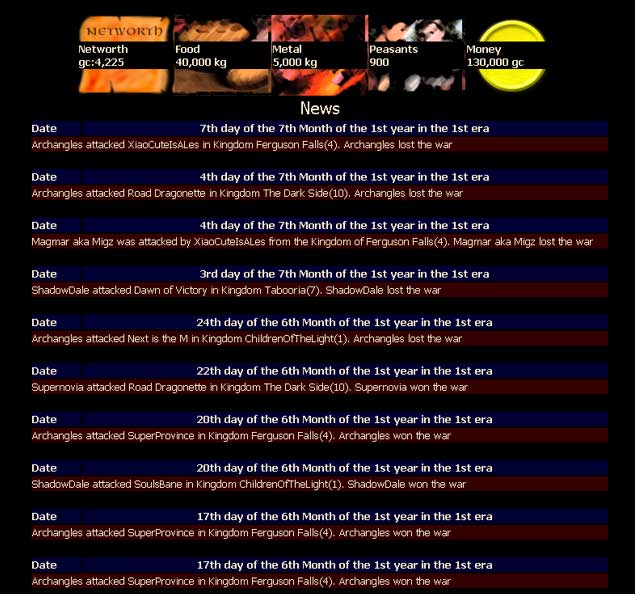 NETWORTH
Networth Food Metal Peasants Money
gc:4,225 40,000 kg 5,000 kg 900 130,000 gc
News
Date 7th day of the 7th Month of the 1st year in the 1st era
Archangles attacked XiaoCuteIsALes in Kingdom Ferguson Falls(4). Archangles lost the war
Date 4th day of the 7th Month of the 1st year in the 1st era
Archangles attacked Road Dragonette in Kingdom The Dark Side(10). Archangles lost the war
Date 4th day of the 7th Month of the 1st year in the 1st era
Magmar aka Migz was attacked by XiaoCuteIsALes from the Kingdom of Ferguson Falls(4). Magmar aka Migz lost the war
Date 3rd day of the 7th Month of the 1st year in the 1st era
ShadowDale attacked Dawn of Victory in Kingdom Tabooria(7). ShadowDale lost the war
Date 24th day of the 6th Month of the 1st year in the 1st era
Archangles attacked Next is the M in Kingdom ChildrenOfTheLight(1). Archangles lost the war
Date 22th day of the 6th Month of the 1st year in the 1st era
Supernovia attacked Road Dragonette in Kingdom The Dark Side(10). Supernovia won the war
Date 20th day of the 6th Month of the 1st year in the 1st era
Archangles attacked SuperProvince in Kingdom Ferguson Falls(4). Archangles won the war
Date 20th day of the 6th Month of the 1st year in the 1st era
ShadowDale attacked SoulsBane in Kingdom ChildrenOfTheLight(1). ShadowDale won the war
Date 17th day of the 6th Month of the 1st year in the 1st era
Archangles attacked SuperProvince in Kingdom Ferguson Falls(4). Archangles won the war
Date 17th day of the 6th Month of the 1st year in the 1st era
Archangles attacked SuperProvince in Kingdom Ferguson Falls(4). Archangles won the war